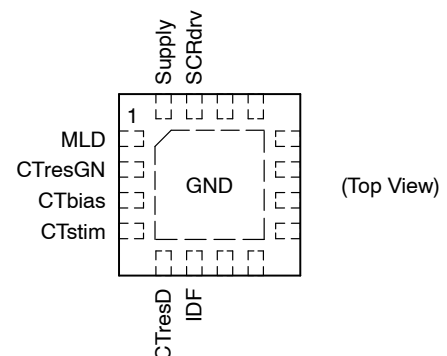 Supply
SCRdrv
1
MLD
CTresGN
CTbias
CTstim
GND
(Top View)
CTresD
IDF